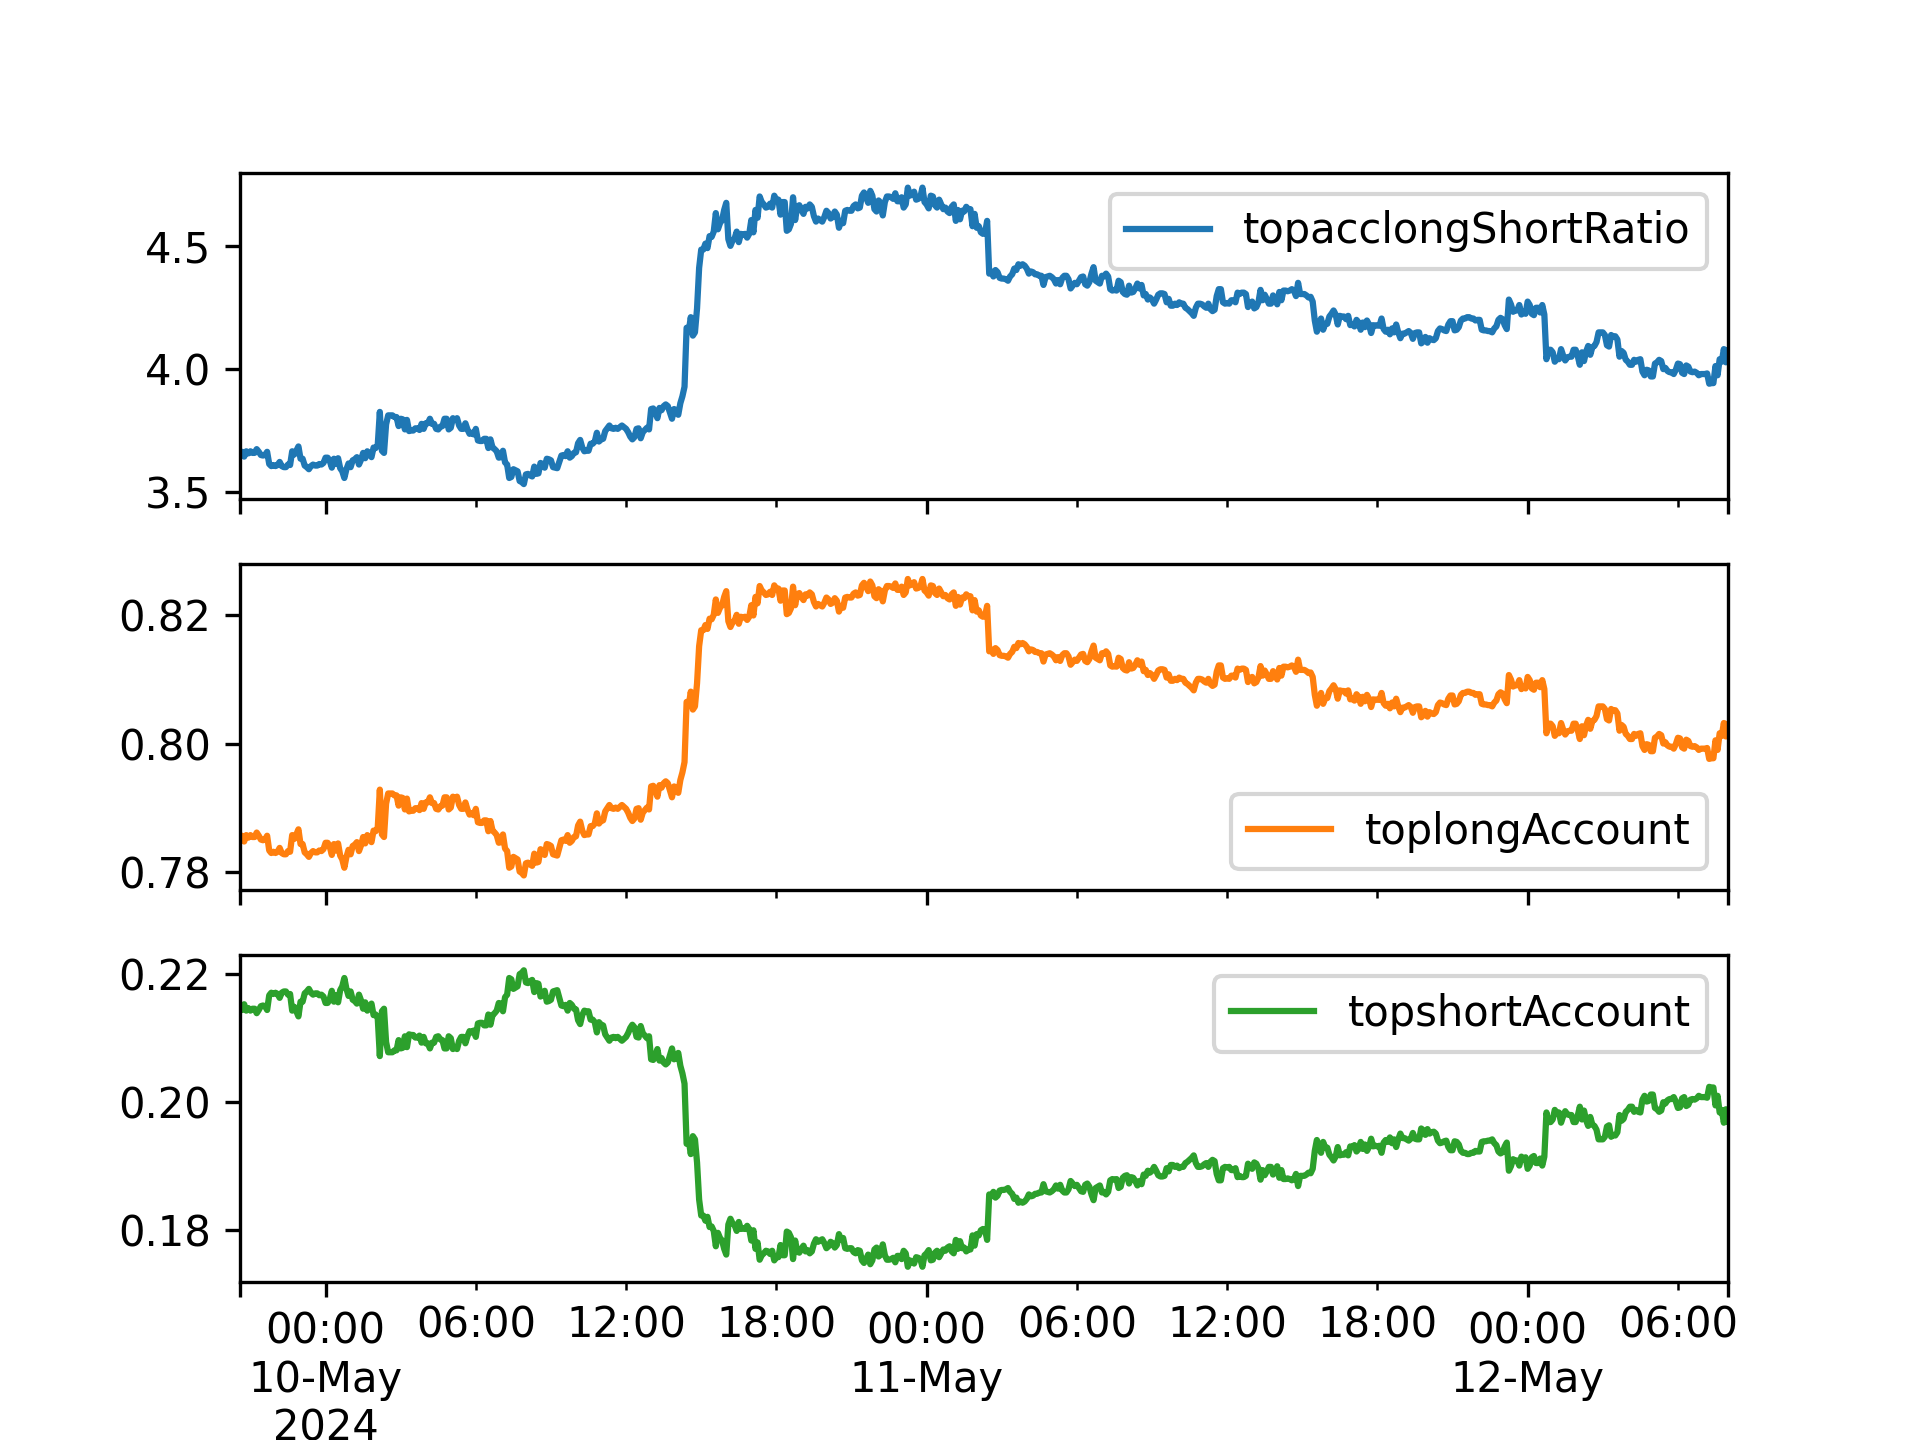 topacclongShortRatio
4.5
4.0
3.5
toplongAccount
0.82
0.80
0.78
topshortAccount
0.22
0.20
0.18
00:00 06:00 12:00 18:00 00:00 06:00 12:00 18:00 00:00 06:00
10-May 11-May 12-May
2024